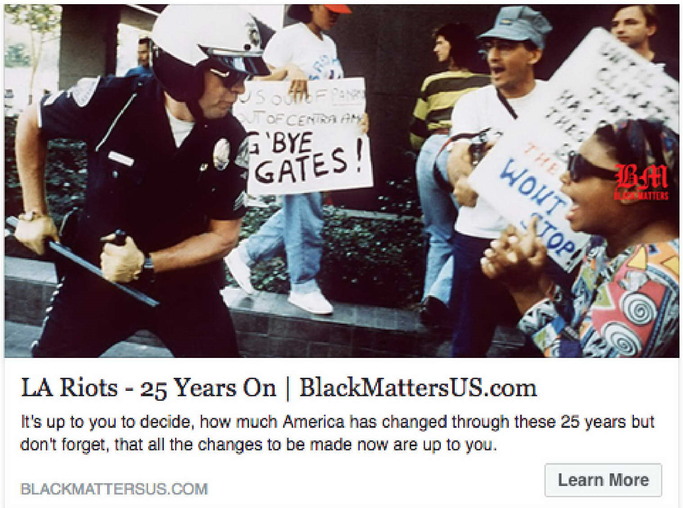 US OUT OF PANAMA
OUT OF CENTRAL AM
G'BYE
GATES!
THE
WON'T
STOP!
BM
BLACKMATTERS
LA Riots - 25 Years On | BlackMattersUS.com
It's up to you to decide, how much America has changed through these 25 years but
don't forget, that all the changes to be made now are up to you.
BLACKMATTERSUS.COM
Learn More